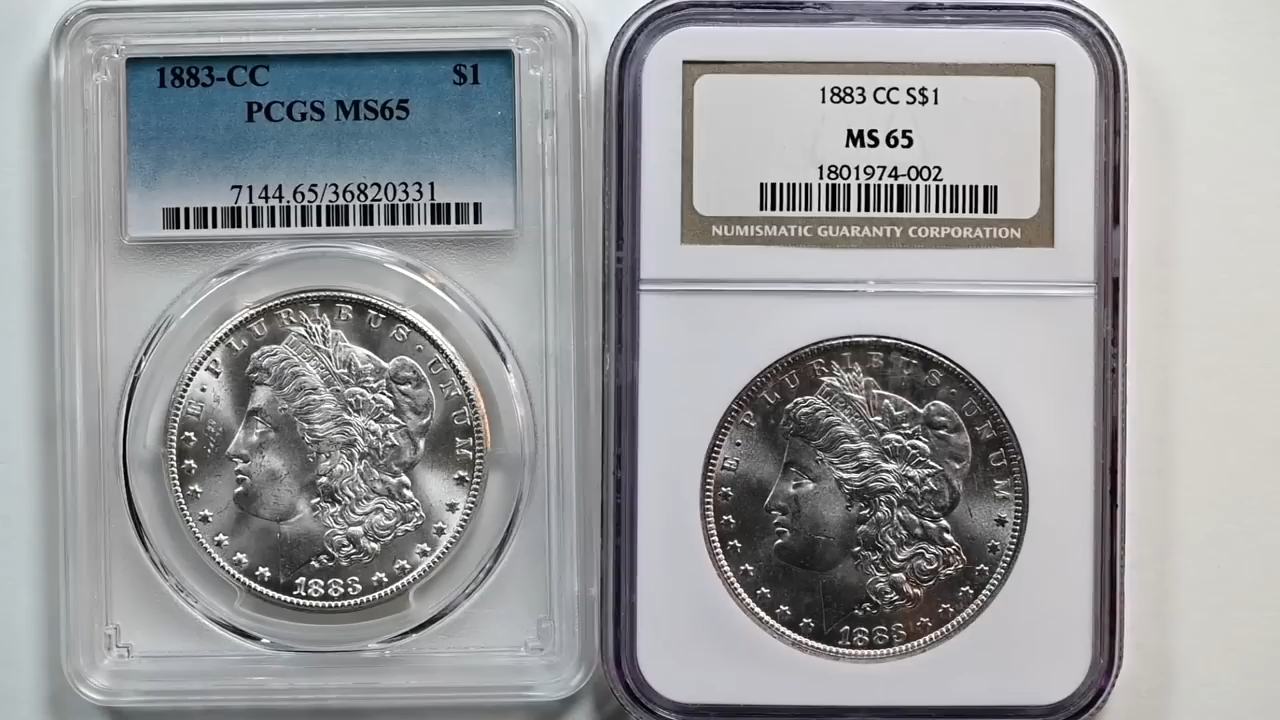 1883-CC $1
PCGS MS65
7144.65/36820331
E · PLURIBUS · UNUM
1883
1883 CC S$1
MS 65
1801974-002
NUMISMATIC GUARANTY CORPORATION
E · PLURIBUS · UNUM
1883